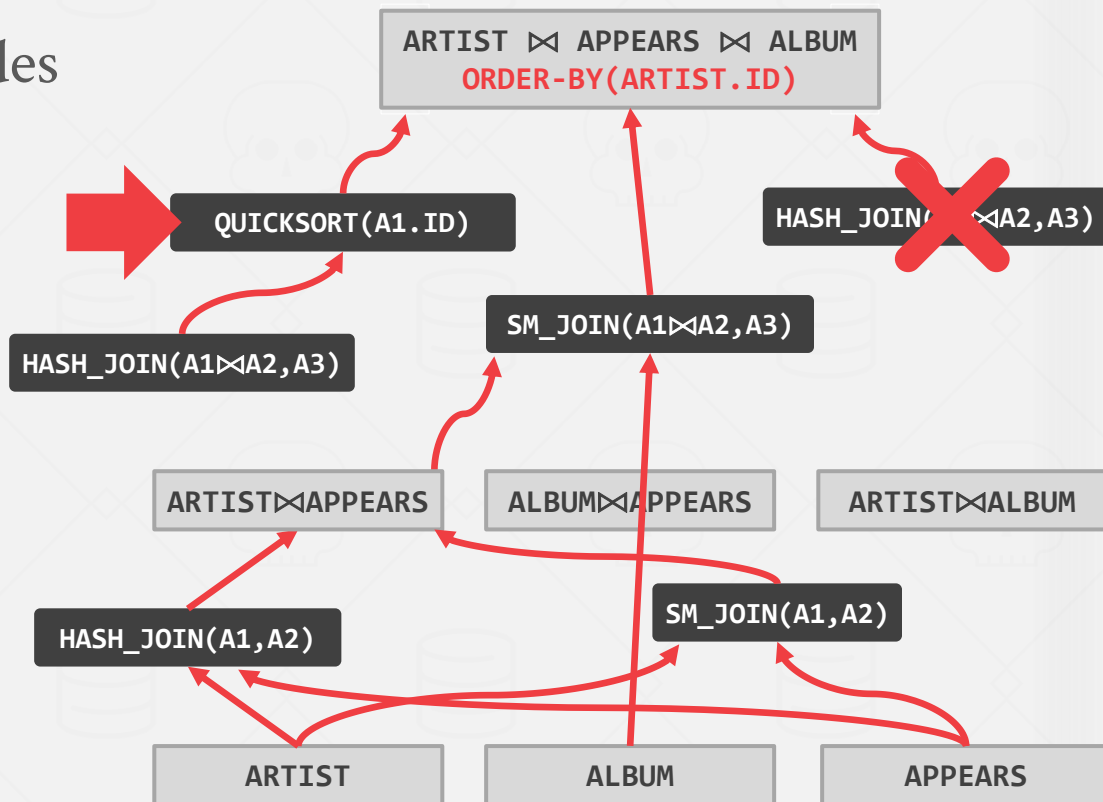 ARTIST ⋈ APPEARS ⋈ ALBUM
ORDER-BY(ARTIST.ID)
QUICKSORT(A1.ID)
HASH_JOIN( ⋈A2,A3)
SM_JOIN(A1⋈A2,A3)
HASH_JOIN(A1⋈A2,A3)
ARTIST⋈APPEARS
ALBUM⋈APPEARS
ARTIST⋈ALBUM
HASH_JOIN(A1,A2)
SM_JOIN(A1,A2)
ARTIST
ALBUM
APPEARS